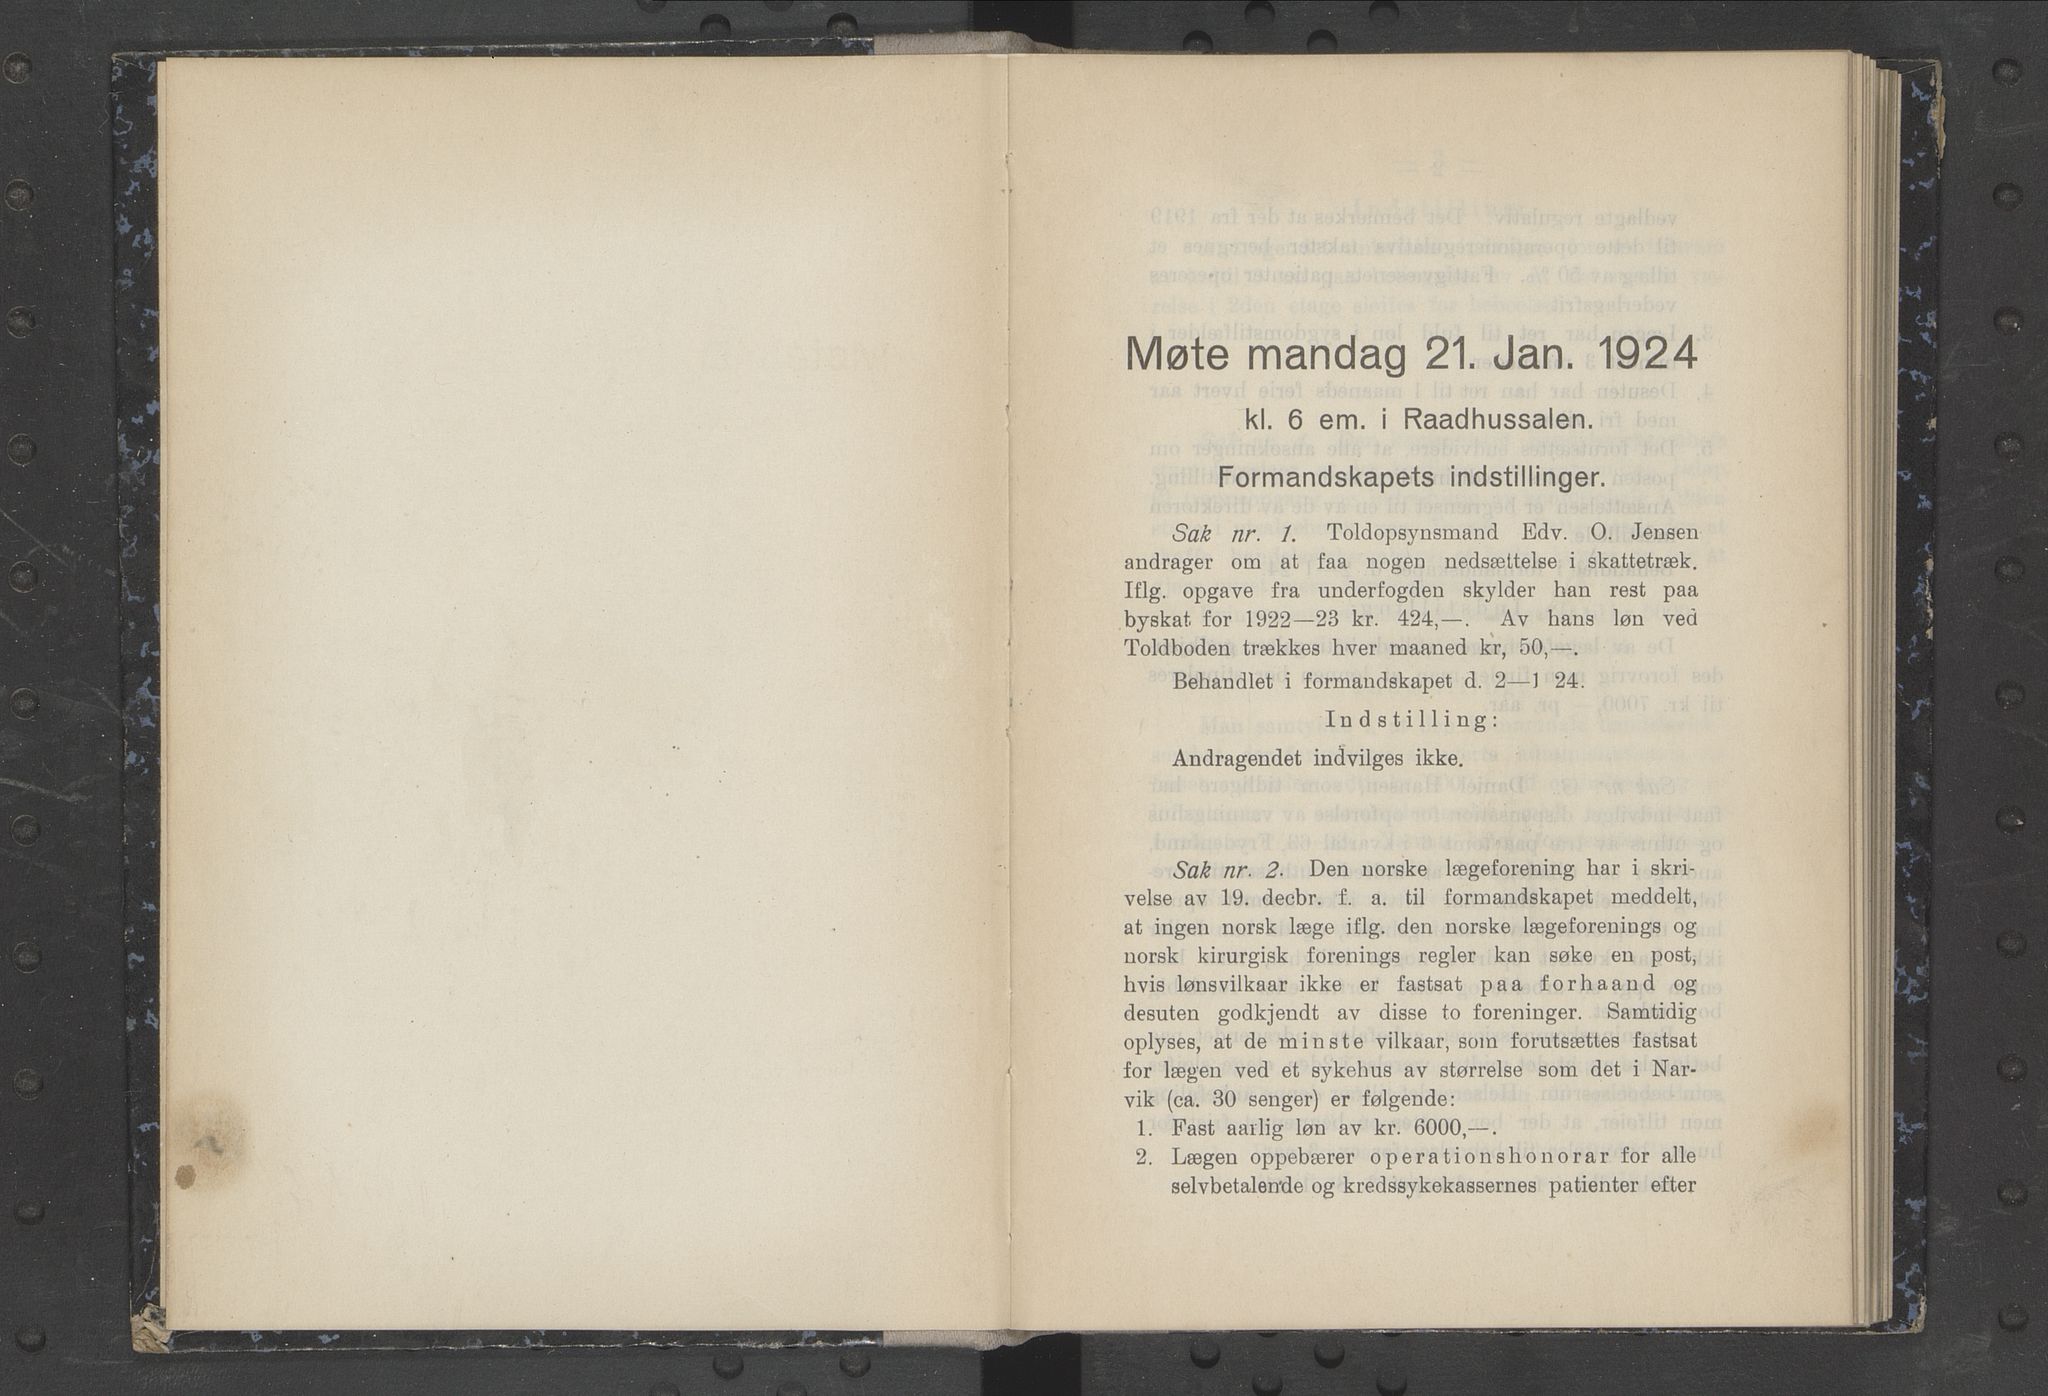 Møte mandag 21. Jan. 1924
kl. 6 em. i Raadhussalen.
Formandskapets indstillinger.
Sak nr. 1. Toldopsynsmand Edv. O. Jensen
andrager om at faa nogen nedsættelse i skattetræk.
Iflg. opgave fra underfogden skylder han rest paa
byskat for 1922—23 kr. 424,—. Av hans løn ved
Toldboden trækkes hver maaned kr, 50,—.
Behandlet i formandskapet d. 2—1 24.
Indstilling:
Andragendet indvilges ikke.
Sak nr. 2. Den norske lægeforening har i skri-
velse av 19. decbr. f. a. til formandskapet meddelt,
at ingen norsk læge iflg. den norske lægeforenings og
norsk kirurgisk forenings regler kan søke en post,
hvis lønsvilkaar ikke er fastsat paa forhaand og
desuten godkjendt av disse to foreninger. Samtidig
oplyses, at de minste vilkaar, som forutsættes fastsat
for lægen ved et sykehus av størrelse som det i Nar-
vik (ca. 30 senger) er følgende:
1. Fast aarlig løn av kr. 6000,—.
2. Lægen oppebærer operationshonorar for alle
selvbetalende og kredssykekassernes patienter efter